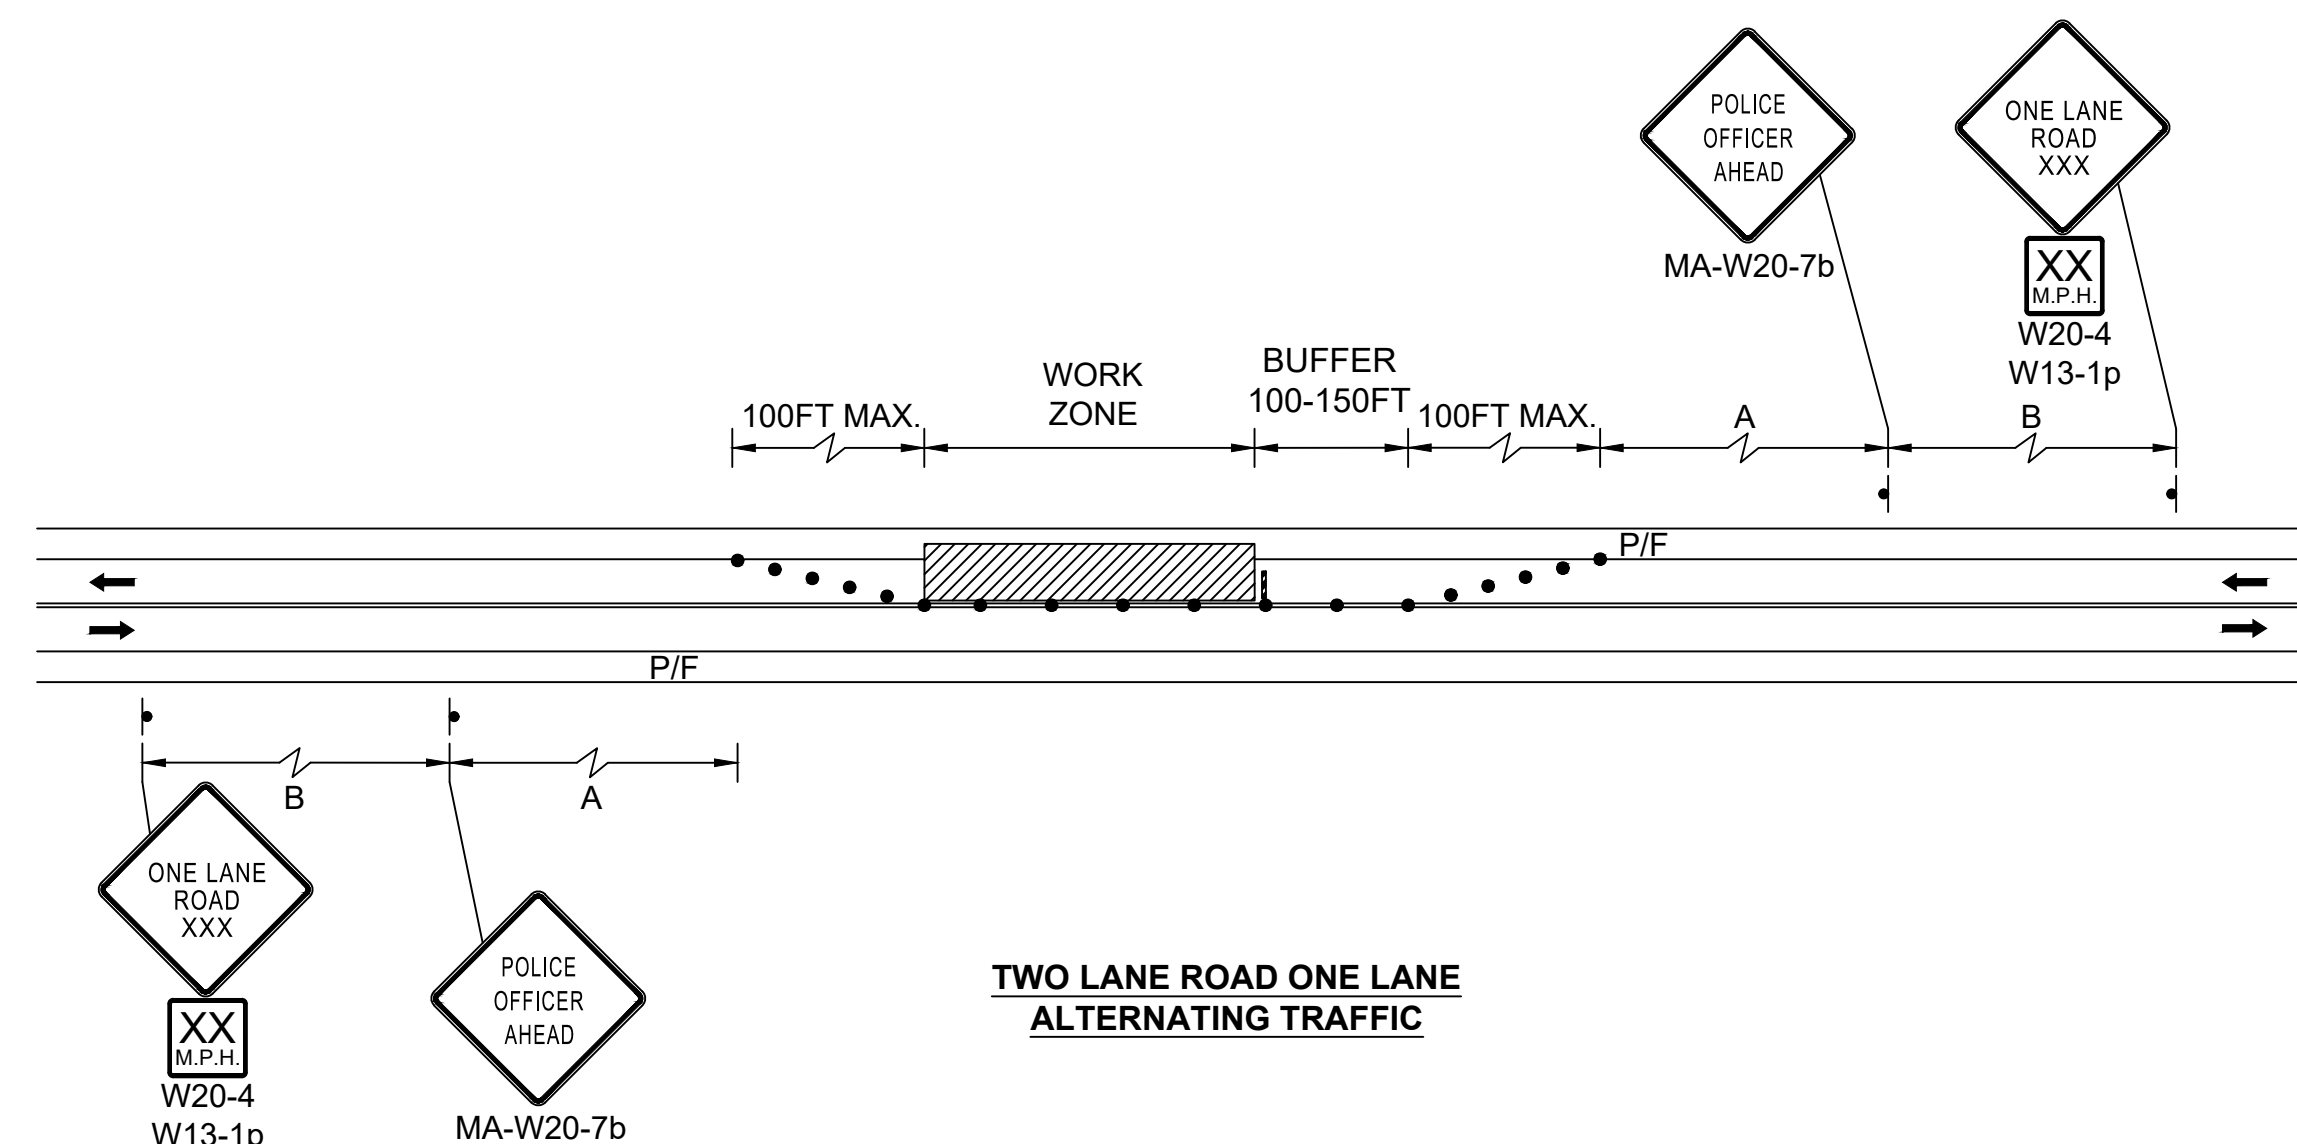 POLICE
OFFICER
AHEAD
MA-W20-7b
ONE LANE
ROAD
XXX
XX
M.P.H.
W20-4
W13-1p
100FT MAX.
WORK
ZONE
BUFFER
100-150FT
100FT MAX.
A
B
P/F
P/F
B
A
ONE LANE
ROAD
XXX
XX
M.P.H.
W20-4
W13-1p
POLICE
OFFICER
AHEAD
MA-W20-7b
TWO LANE ROAD ONE LANE
ALTERNATING TRAFFIC